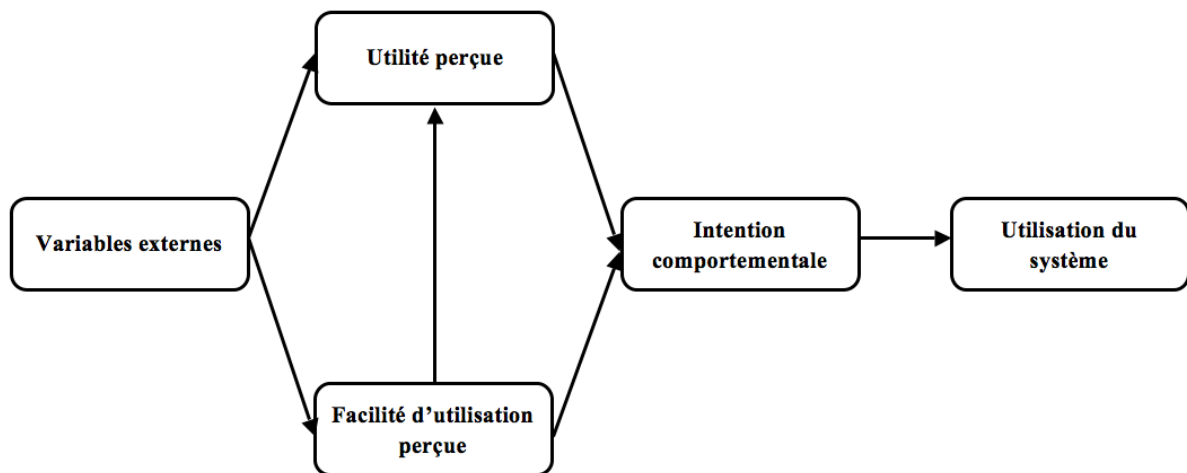 Utilité perçue
Variables externes
Intention
comportementale
Utilisation du
système
Facilité d’utilisation
perçue